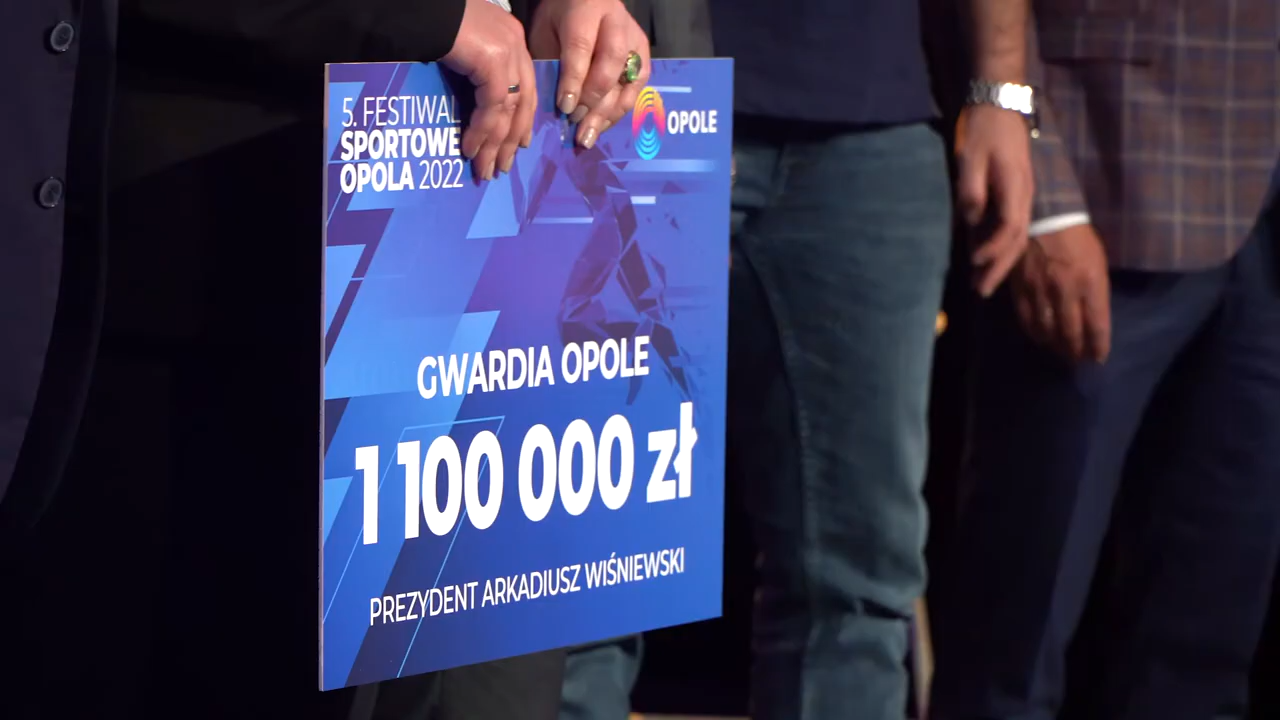 5. FESTIWAL
SPORTOWE
OPOLA 2022
OPOLE
GWARDIA OPOLE
1 100 000 zł
PREZYDENT ARKADIUSZ WIŚNIEWSKI